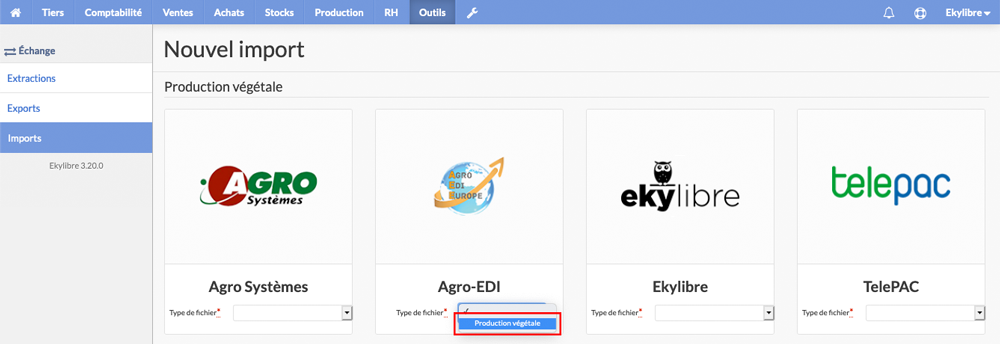 Tiers Comptabilité Ventes Achats Stocks Production RH Outils Ekylibre
Échange
Extractions
Exports
Imports
Ekylibre 3.20.0
Nouvel import
Production végétale
AGRO
Systèmes
AGRO
EDI
EUROPE
ekylibre
telepac
Agro Systèmes
Agro-EDI
Ekylibre
TelePAC
Type de fichier*
Type de fichier*
Type de fichier*
Type de fichier*
Production végétale